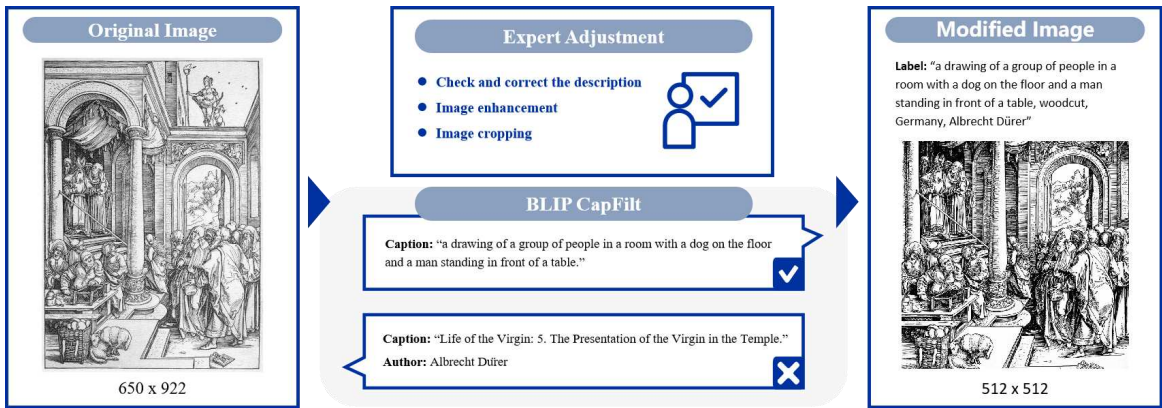 Original Image
650 x 922
Expert Adjustment
Check and correct the description
Image enhancement
Image cropping
BLIP CapFilt
Caption: “a drawing of a group of people in a room with a dog on the floor
and a man standing in front of a table.”
Caption: “Life of the Virgin: 5. The Presentation of the Virgin in the Temple.”
Author: Albrecht Dürer
Modified Image
Label: “a drawing of a group of people in a
room with a dog on the floor and a man
standing in front of a table, woodcut,
Germany, Albrecht Dürer”
512 x 512